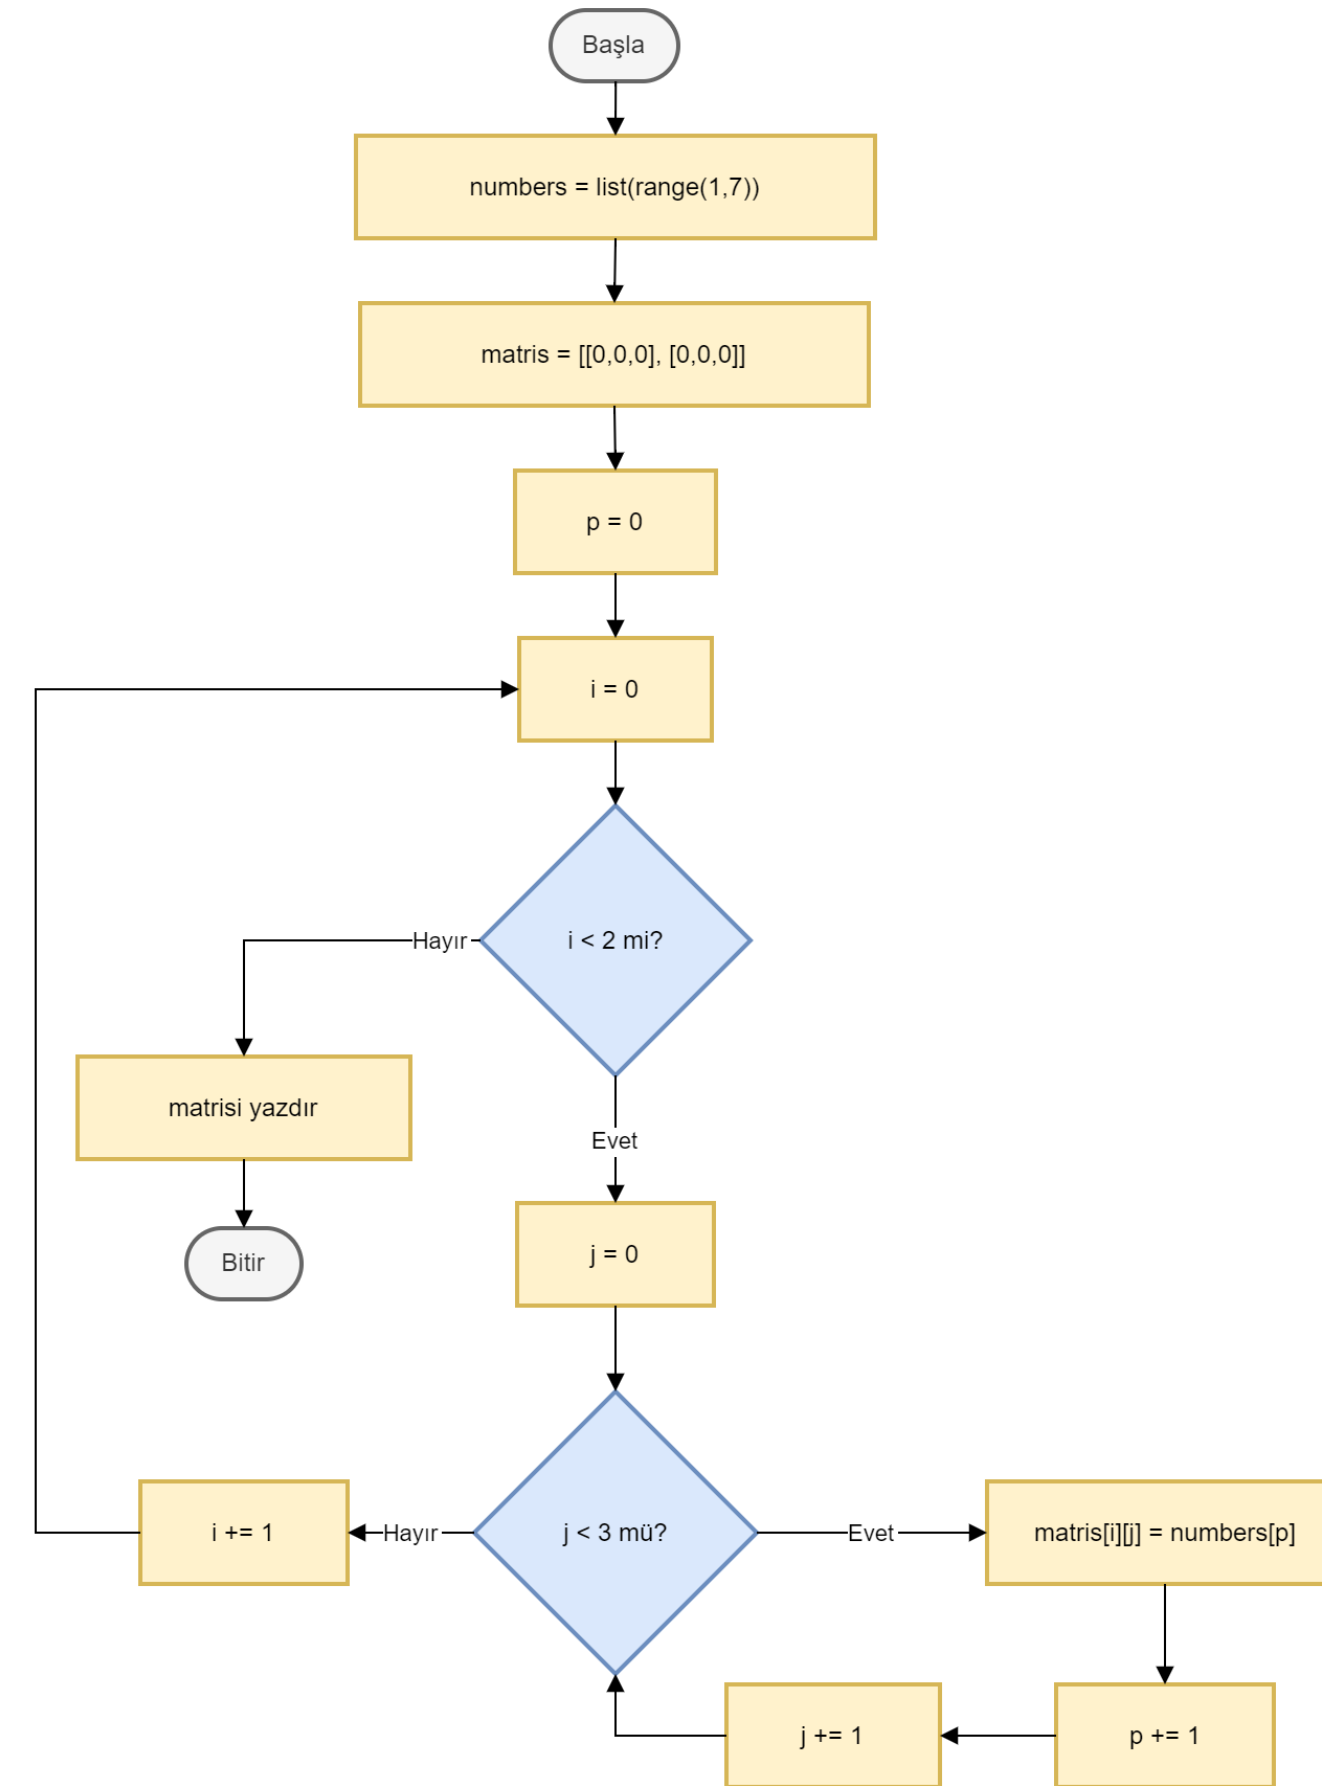 Başla
numbers = list(range(1,7))
matris = [[0,0,0], [0,0,0]]
p = 0
i = 0
i < 2 mi?
Hayır
matrisi yazdır
Bitir
Evet
j = 0
j < 3 mü?
Hayır
i += 1
Evet
matris[i][j] = numbers[p]
p += 1
j += 1